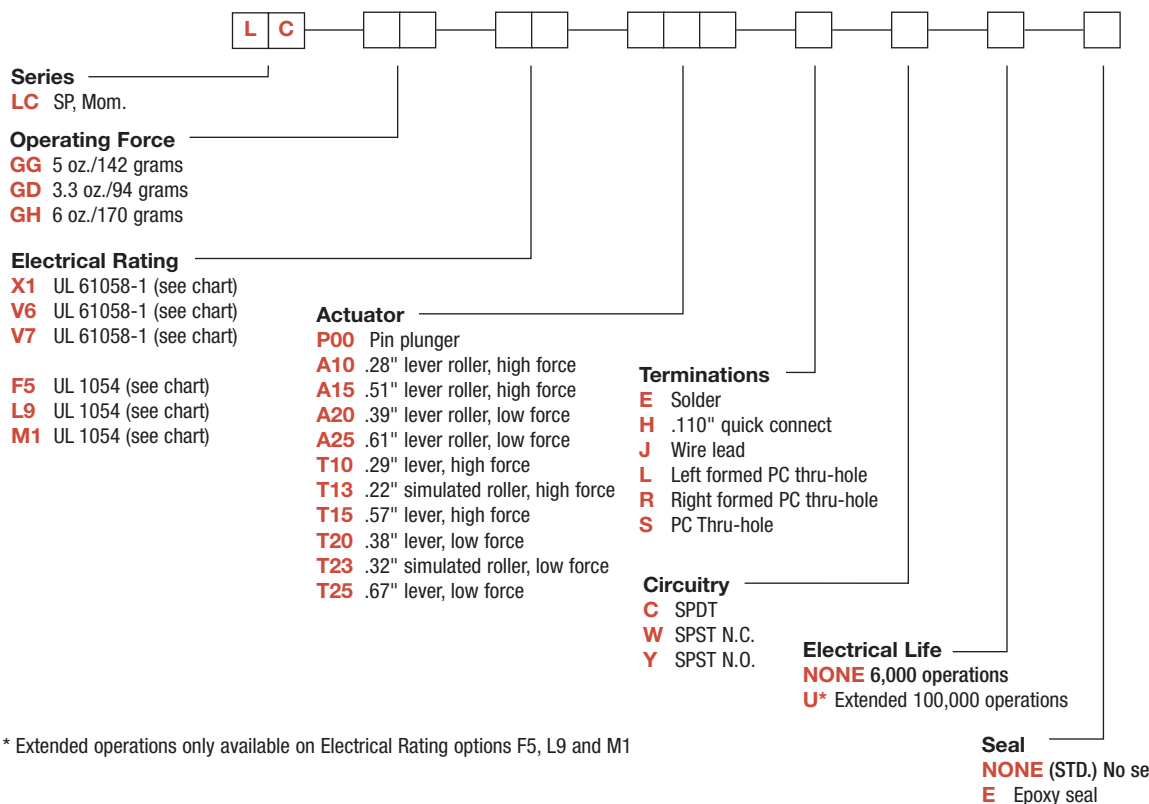 L C
Series
LC SP, Mom.
Operating Force
GG 5 oz./142 grams
GD 3.3 oz./94 grams
GH 6 oz./170 grams
Electrical Rating
X1 UL 61058-1 (see chart)
V6 UL 61058-1 (see chart)
V7 UL 61058-1 (see chart)
F5 UL 1054 (see chart)
L9 UL 1054 (see chart)
M1 UL 1054 (see chart)
Actuator
P00 Pin plunger
A10 .28" lever roller, high force
A15 .51" lever roller, high force
A20 .39" lever roller, low force
A25 .61" lever roller, low force
T10 .29" lever, high force
T13 .22" simulated roller, high force
T15 .57" lever, high force
T20 .38" lever, low force
T23 .32" simulated roller, low force
T25 .67" lever, low force
Terminations
E Solder
H .110" quick connect
J Wire lead
L Left formed PC thru-hole
R Right formed PC thru-hole
S PC Thru-hole
Circuitry
C SPDT
W SPST N.C.
Y SPST N.O.
Electrical Life
NONE 6,000 operations
U* Extended 100,000 operations
* Extended operations only available on Electrical Rating options F5, L9 and M1
Seal
NONE (STD.) No se
E Epoxy seal